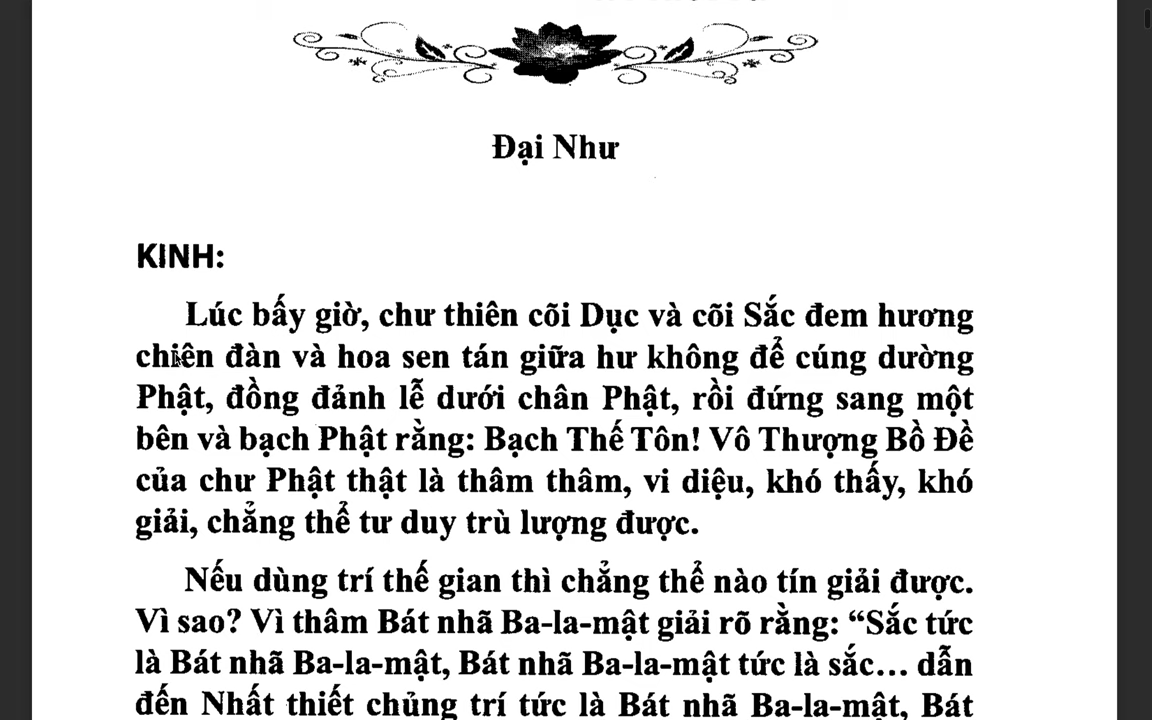 Đại Như
KINH:
Lúc bấy giờ, chư thiên cõi Dục và cõi Sắc đem hương
chiên đàn và hoa sen tán giữa hư không để cúng dường
Phật, đồng đảnh lễ dưới chân Phật, rồi đứng sang một
bên và bạch Phật rằng: Bạch Thế Tôn! Vô Thượng Bồ Đề
của chư Phật thật là thâm thâm, vi diệu, khó thấy, khó
giải, chẳng thể tư duy trù lượng được.
Nếu dùng trí thế gian thì chẳng thể nào tín giải được.
Vì sao? Vì thâm Bát nhã Ba-la-mật giải rõ rằng: “Sắc tức
là Bát nhã Ba-la-mật, Bát nhã Ba-la-mật tức là sắc... dẫn
đến Nhất thiết chủng trí tức là Bát nhã Ba-la-mật, Bát